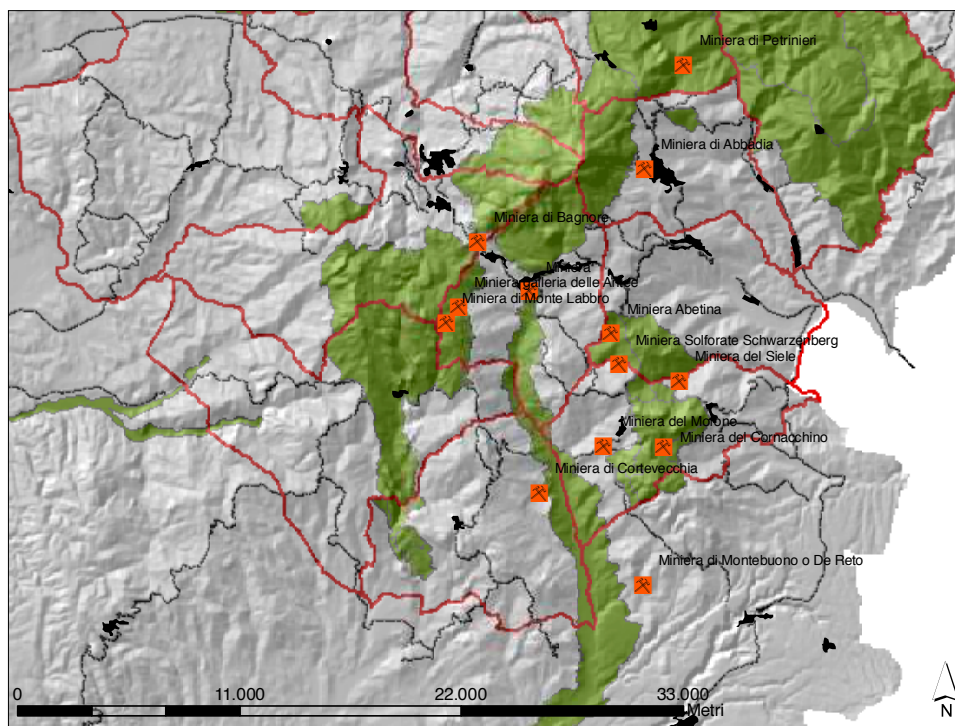 Miniera di Petrinieri
Miniera di Abbadia
Miniera di Bagnore
Miniera
Miniera galleria delle Antee
Miniera di Monte Labbro
Miniera Abetina
Miniera Solforate Schwarzenberg
Miniera del Siele
Miniera del Morone
Miniera del Cornacchino
Miniera di Cortevecchia
Miniera di Montebuono o De Reto
0 11.000 22.000 33.000
Metri
N